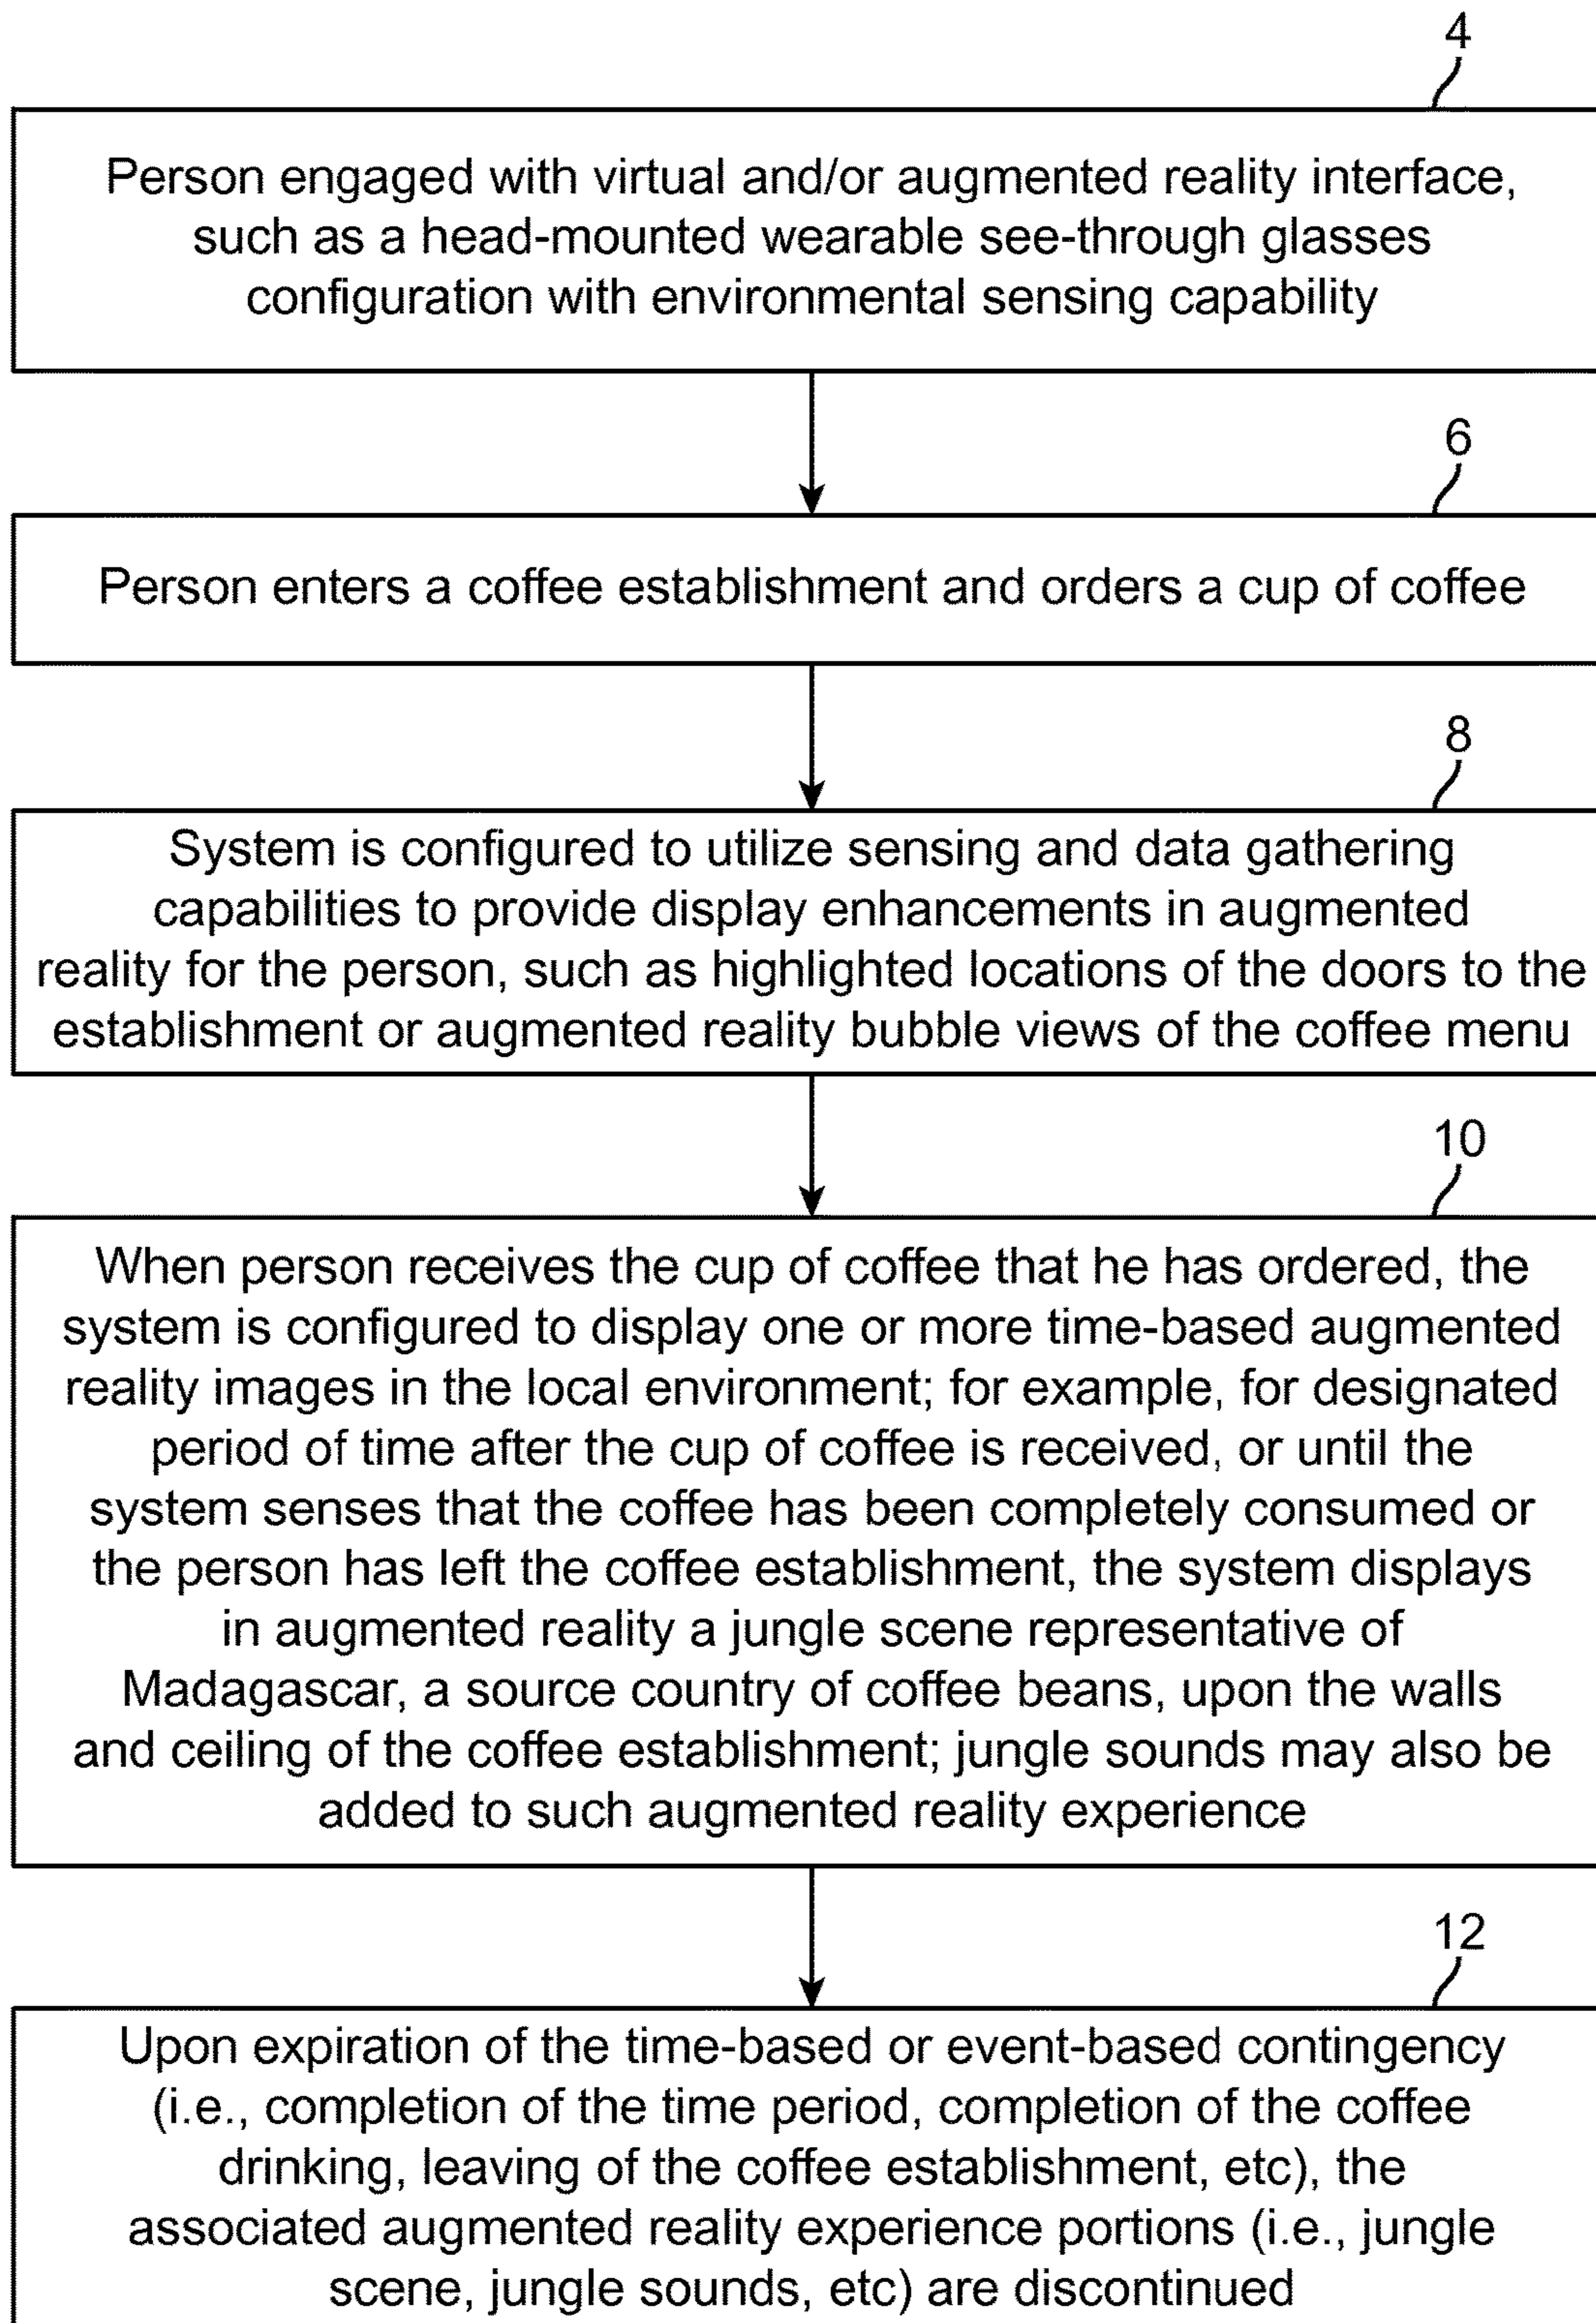 4
Person engaged with virtual and/or augmented reality interface,
such as a head-mounted wearable see-through glasses
configuration with environmental sensing capability
6
Person enters a coffee establishment and orders a cup of coffee
8
System is configured to utilize sensing and data gathering
capabilities to provide display enhancements in augmented
reality for the person, such as highlighted locations of the doors to the
establishment or augmented reality bubble views of the coffee menu
10
When person receives the cup of coffee that he has ordered, the
system is configured to display one or more time-based augmented
reality images in the local environment; for example, for designated
period of time after the cup of coffee is received, or until the
system senses that the coffee has been completely consumed or
the person has left the coffee establishment, the system displays
in augmented reality a jungle scene representative of
Madagascar, a source country of coffee beans, upon the walls
and ceiling of the coffee establishment; jungle sounds may also be
added to such augmented reality experience
12
Upon expiration of the time-based or event-based contingency
(i.e., completion of the time period, completion of the coffee
drinking, leaving of the coffee establishment, etc), the
associated augmented reality experience portions (i.e., jungle
scene, jungle sounds, etc) are discontinued